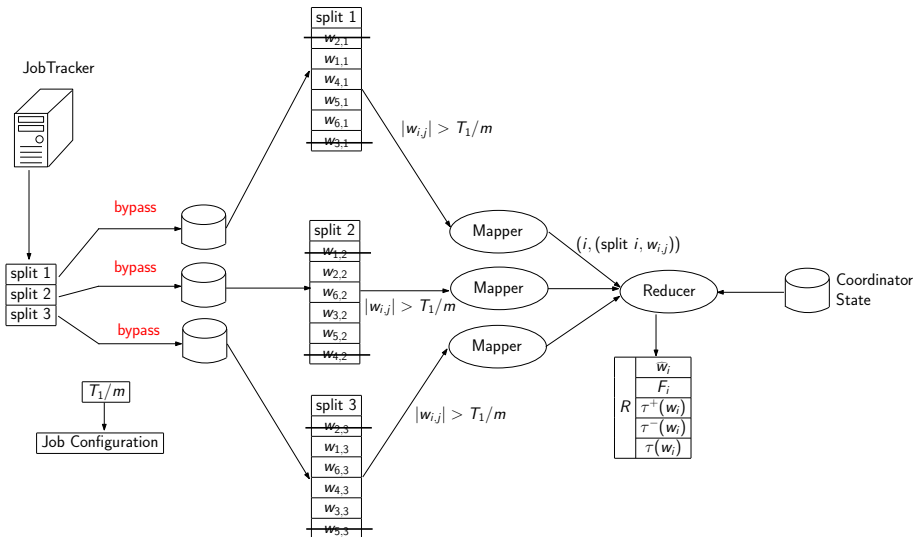 JobTracker
split 1
split 2
split 3
T₁/m
Job Configuration
bypass
bypass
bypass
split 1
w₂,₁
w₁,₁
w₄,₁
w₅,₁
w₆,₁
w₃,₁
split 2
w₁,₂
w₂,₂
w₆,₂
w₃,₂
w₅,₂
w₄,₂
split 3
w₂,₃
w₁,₃
w₆,₃
w₄,₃
w₃,₃
w₅,₃
|wᵢ,ⱼ| > T₁/m
|wᵢ,ⱼ| > T₁/m
|wᵢ,ⱼ| > T₁/m
Mapper
Mapper
Mapper
(i, (split i, wᵢ,ⱼ))
Reducer
Coordinator
State
R
w̅ᵢ
Fᵢ
τ⁺(wᵢ)
τ⁻(wᵢ)
τ(wᵢ)